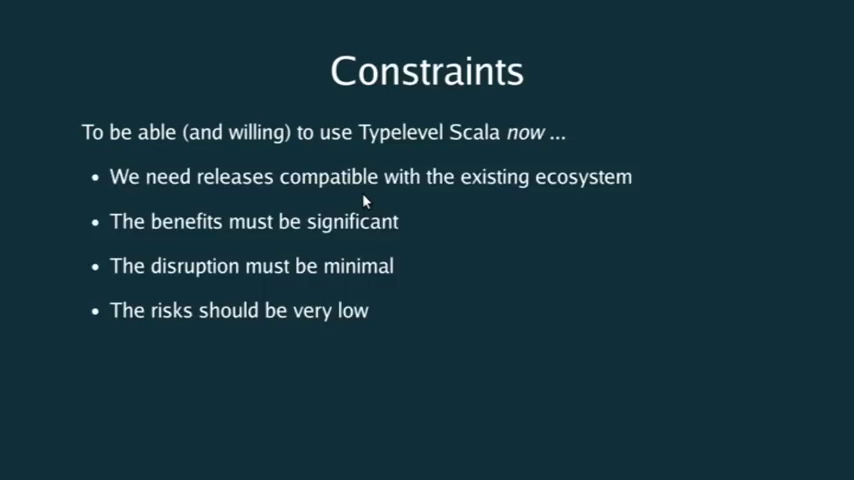 Constraints
To be able (and willing) to use Typelevel Scala now ...
• We need releases compatible with the existing ecosystem
• The benefits must be significant
• The disruption must be minimal
• The risks should be very low